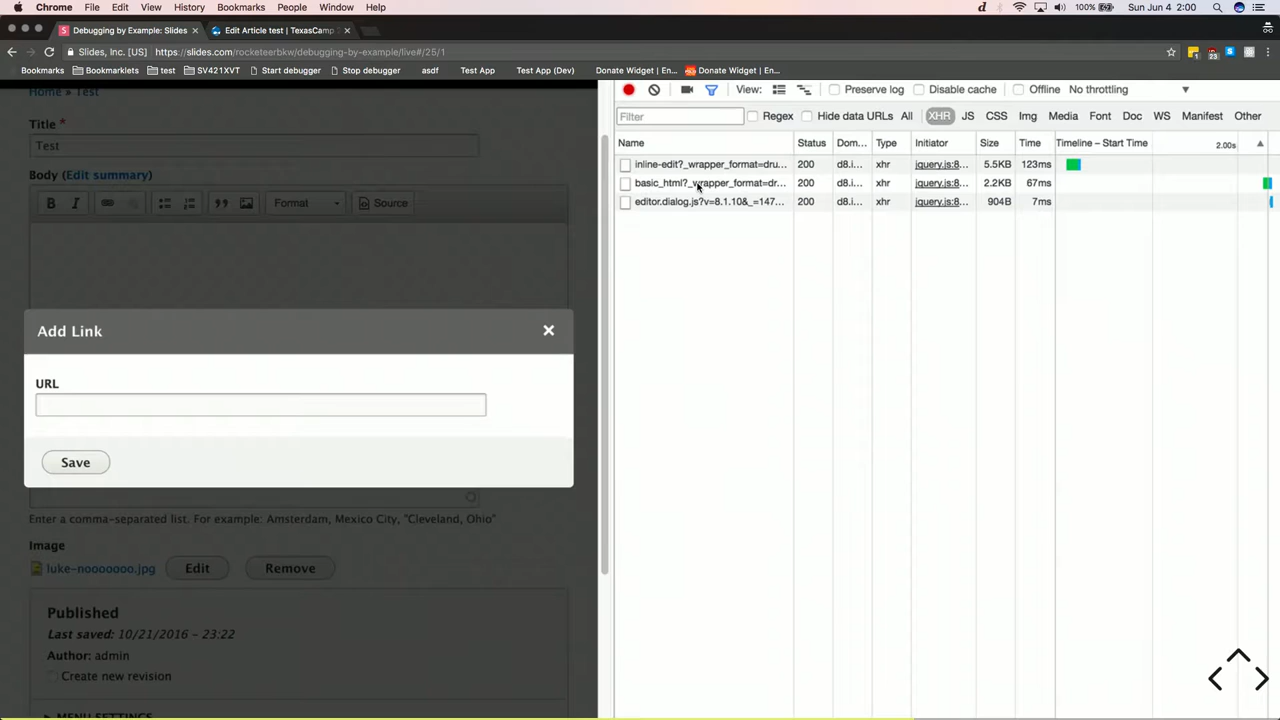 Chrome File Edit View History Bookmarks People Window Help 100% Sun Jun 4 2:00
Debugging by Example: Slides Edit Article test | TexasCamp
Slides, Inc. [US] https://slides.com/rocketeerbkw/debugging-by-example/live#/25/1
Bookmarks Bookmarklets test SV421XVT Start debugger Stop debugger asdf Test App Test App (Dev) Donate Widget | En... Donate Widget | En...
Home » Test
Title *
Test
Body (Edit summary)
B I Format Source
Add Link
URL
Save
Enter a comma-separated list. For example: Amsterdam, Mexico City, "Cleveland, Ohio"
Image
luke-nooooooo.jpg Edit Remove
Published
Last saved: 10/21/2016 - 23:22
Author: admin
Create new revision
MENU SETTINGS
View: Preserve log Disable cache Offline No throttling
Filter Regex Hide data URLs All XHR JS CSS Img Media Font Doc WS Manifest Other
Name Status Dom... Type Initiator Size Time Timeline – Start Time 2.00s
inline-edit?_wrapper_format=dru... 200 d8.i... xhr jquery.js:8... 5.5KB 123ms
basic_html?_wrapper_format=dr... 200 d8.i... xhr jquery.js:8... 2.2KB 67ms
editor.dialog.js?v=8.1.10&_=147... 200 d8.i... xhr jquery.js:8... 904B 7ms